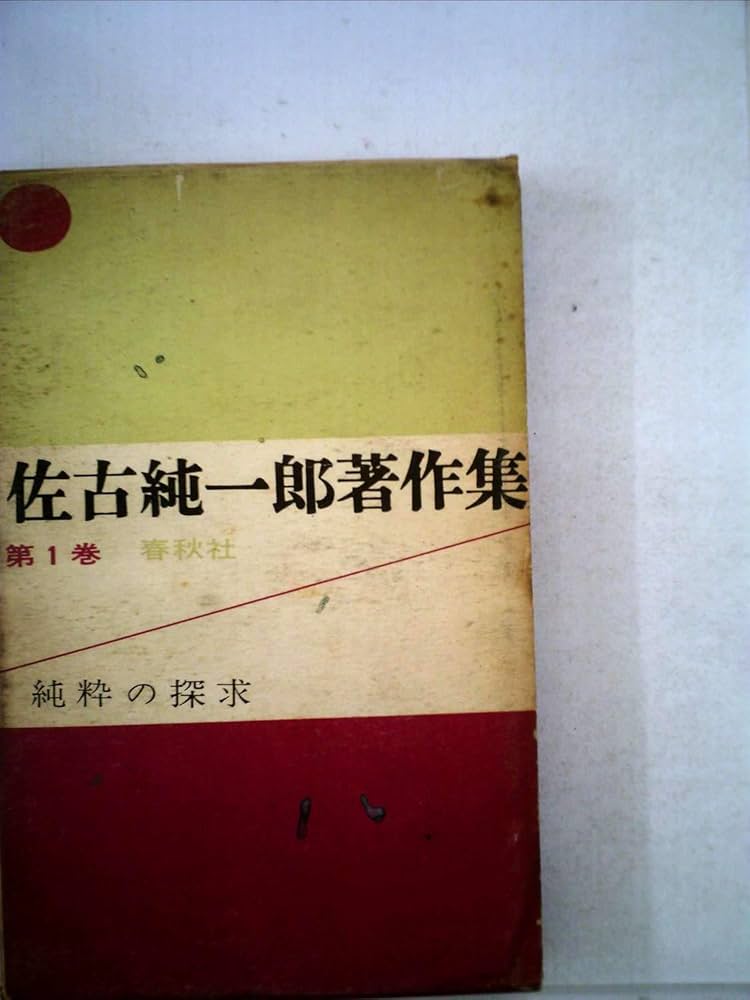 佐古純一郎著作集
第1巻 春秋社
純粋の探求